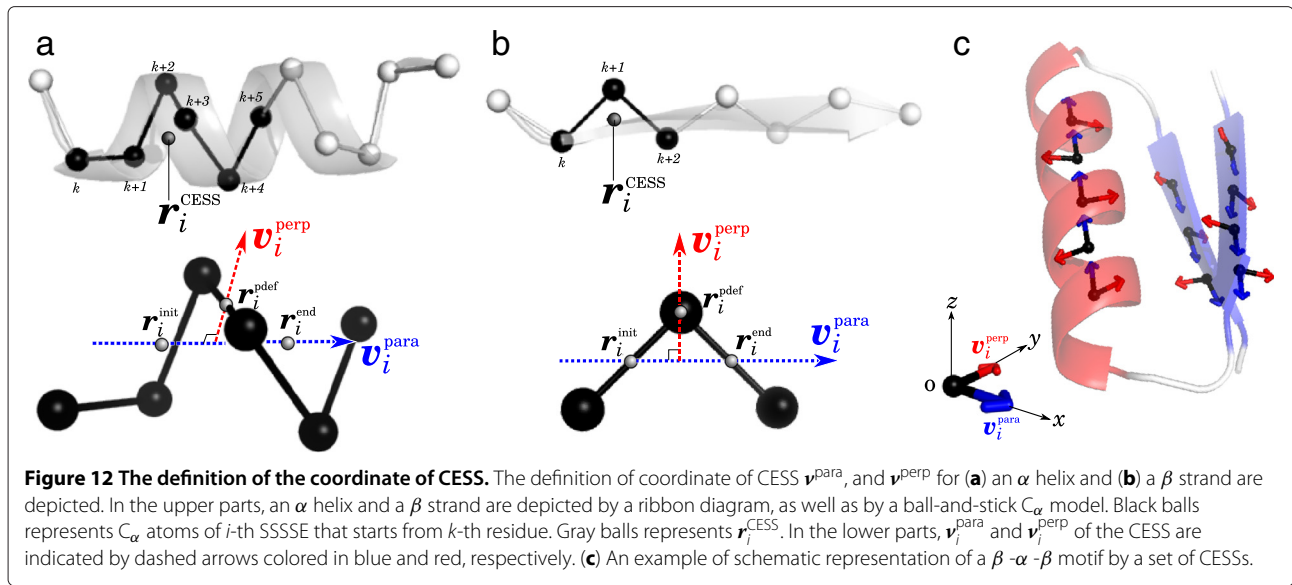 a
b
c
k+2
k+3
k+5
k
k+1
k+4
r_i^CESS
k+1
k
k+2
r_i^CESS
v_i^perp
r_i^pdef
r_i^init
r_i^end
v_i^para
v_i^perp
r_i^pdef
r_i^init
r_i^end
v_i^para
z
y
v_i^perp
O
x
v_i^para
Figure 12 The definition of the coordinate of CESS. The definition of coordinate of CESS ν^para, and ν^perp for (a) an α helix and (b) a β strand are
depicted. In the upper parts, an α helix and a β strand are depicted by a ribbon diagram, as well as by a ball-and-stick C_α model. Black balls
represents C_α atoms of i-th SSSSE that starts from k-th residue. Gray balls represents r_i^CESS. In the lower parts, ν_i^para and ν_i^perp of the CESS are
indicated by dashed arrows colored in blue and red, respectively. (c) An example of schematic representation of a β -α -β motif by a set of CESSs.